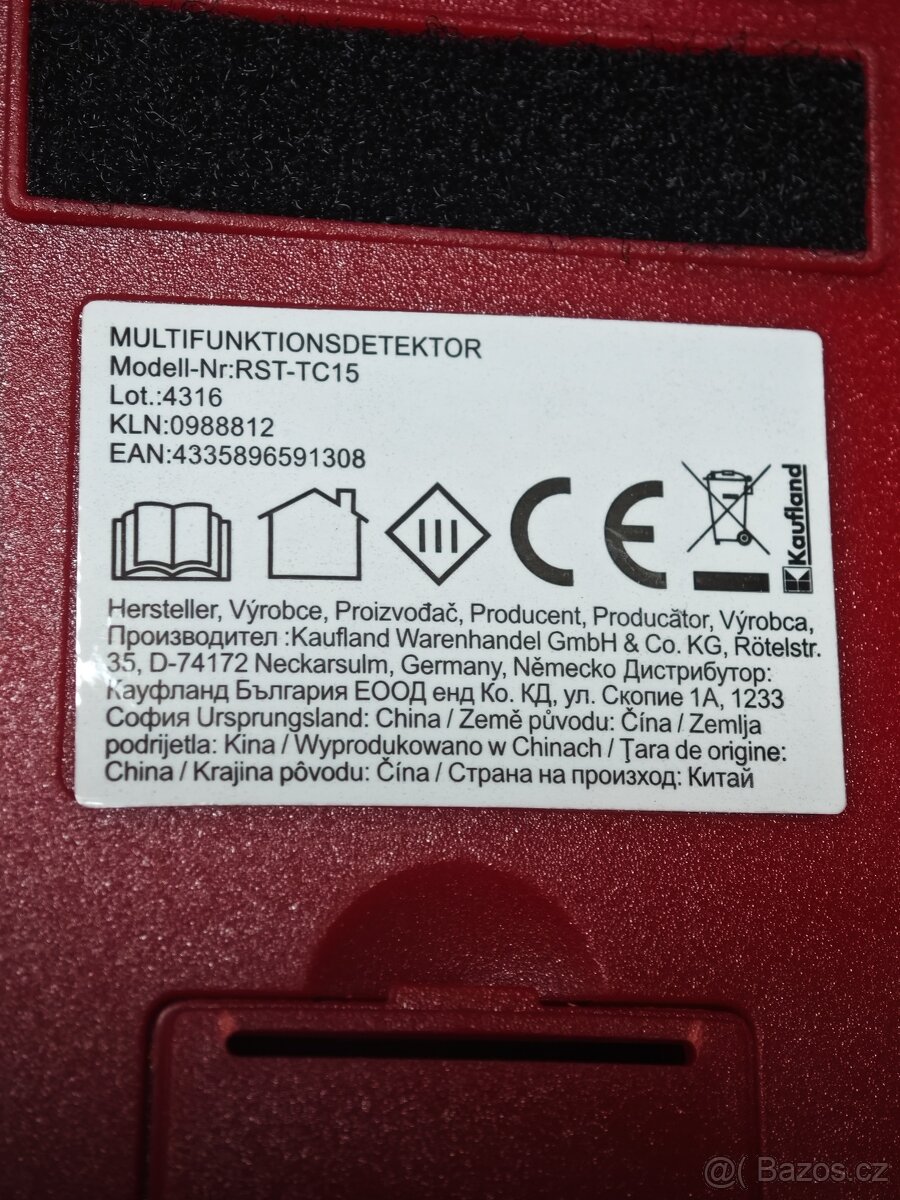 MULTIFUNKTIONSDETEKTOR
Modell-Nr:RST-TC15
Lot.:4316
KLN:0988812
EAN:4335896591308
III
CE
Kaufland
Hersteller, Výrobce, Proizvođač, Producent, Producător, Výrobca,
Производител :Kaufland Warenhandel GmbH & Co. KG, Rötelstr.
35, D-74172 Neckarsulm, Germany, Německo Дистрибутор:
Кауфланд България ЕООД енд Ко. КД, ул. Скопие 1А, 1233
София Ursprungsland: China / Země původu: Čína / Zemlja
podrijetla: Kina / Wyprodukowano w Chinach / Ţara de origine:
China / Krajina pôvodu: Čína / Страна на произход: Китай
@( Bazos.cz